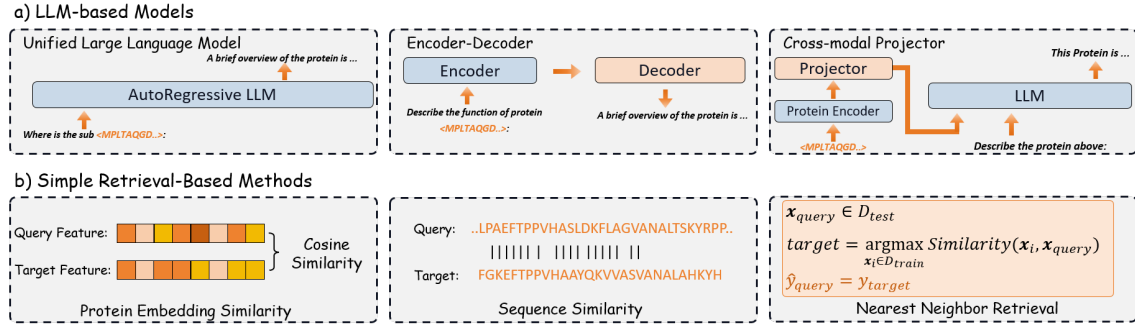 a) LLM-based Models
Unified Large Language Model
A brief overview of the protein is ...
AutoRegressive LLM
Where is the sub <MPLTAQGD..>:
Encoder-Decoder
Encoder
Decoder
Describe the function of protein
<MPLTAQGD..>:
A brief overview of the protein is ...
Cross-modal Projector
This Protein is ...
Projector
Protein Encoder
LLM
<MPLTAQGD..>
Describe the protein above:
b) Simple Retrieval-Based Methods
Query Feature:
Target Feature:
Cosine
Similarity
Protein Embedding Similarity
Query: ..LPAEFTPPVHASLDKFLAGVANALTSKYRPP..
||||||| || |||| ||||||| ||
Target: FGKEFTPPVHAAYQKVVASVANALAHKYH
Sequence Similarity
x_query ∈ D_test
target = argmax Similarity(x_i, x_query)
x_i∈D_train
ŷ_query = y_target
Nearest Neighbor Retrieval